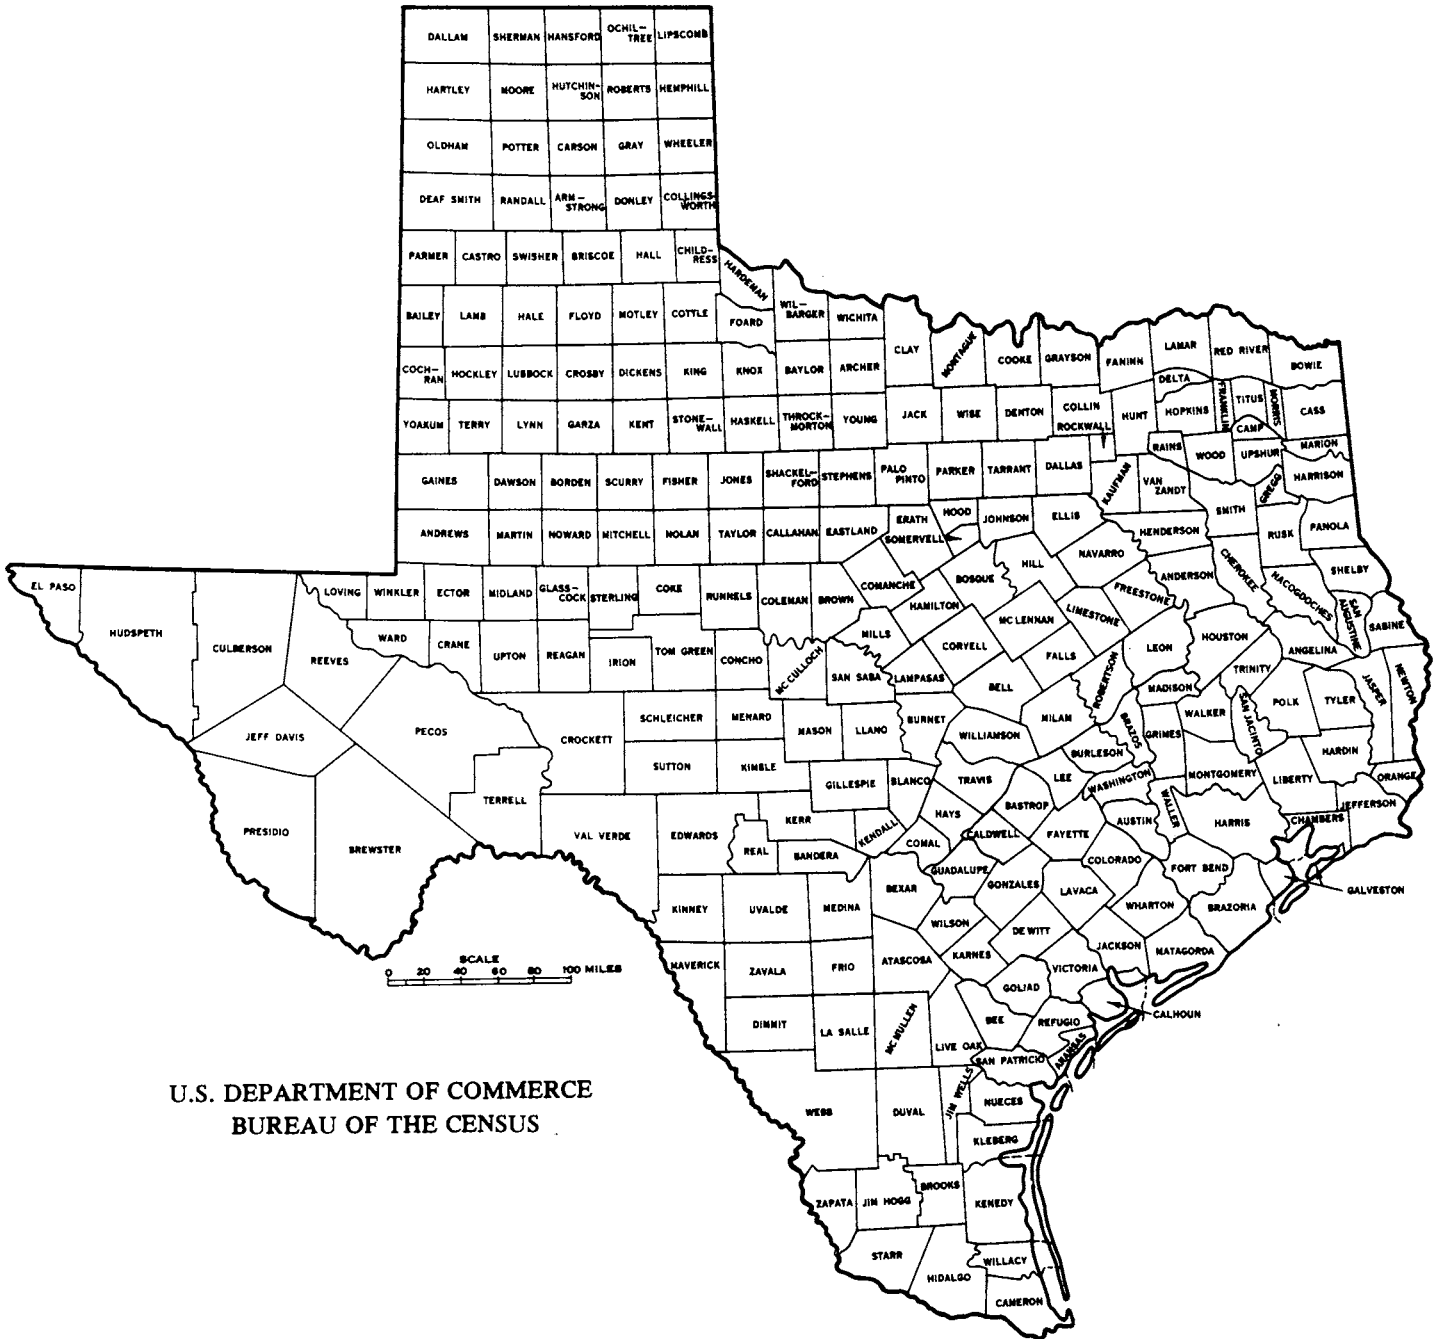 DALLAM SHERMAN HANSFORD OCHIL-
TREE LIPSCOMB
HARTLEY MOORE HUTCHIN-
SON ROBERTS HEMPHILL
OLDHAM POTTER CARSON GRAY WHEELER
DEAF SMITH RANDALL ARM-
STRONG DONLEY COLLINGS-
WORTH
PARMER CASTRO SWISHER BRISCOE HALL CHILD-
RESS HARDEMAN
BAILEY LAMB HALE FLOYD MOTLEY COTTLE FOARD WIL-
BARGER WICHITA
CLAY MONTAGUE COOKE GRAYSON FANINN LAMAR RED RIVER BOWIE
COCH-
RAN HOCKLEY LUBBOCK CROSBY DICKENS KING KNOX BAYLOR ARCHER
DELTA FRANKLIN TITUS MORRIS CASS
YOAKUM TERRY LYNN GARZA KENT STONE-
WALL HASKELL THROCK-
MORTON YOUNG JACK WISE DENTON COLLIN
ROCKWALL HUNT HOPKINS CAMP
RAINS WOOD UPSHUR MARION
GAINES DAWSON BORDEN SCURRY FISHER JONES SHACKEL-
FORD STEPHENS PALO
PINTO PARKER TARRANT DALLAS KAUFMAN VAN
ZANDT GREGG HARRISON
ANDREWS MARTIN HOWARD MITCHELL NOLAN TAYLOR CALLAHAN EASTLAND ERATH
SOMERVELL HOOD JOHNSON ELLIS HENDERSON SMITH RUSK PANOLA
EL PASO HUDSPETH CULBERSON REEVES LOVING WINKLER ECTOR MIDLAND GLASS-
COCK STERLING COKE RUNNELS COLEMAN BROWN COMANCHE HAMILTON BOSQUE HILL NAVARRO FREESTONE ANDERSON CHEROKEE NACOGDOCHES SHELBY
WARD CRANE UPTON REAGAN IRION TOM GREEN CONCHO MC CULLOCH MILLS SAN SABA LAMPASAS CORYELL MC LENNAN LIMESTONE FALLS LEON HOUSTON ANGELINA SAN
AUGUSTINE SABINE
JEFF DAVIS PECOS CROCKETT SCHLEICHER MENARD MASON LLANO BURNET BELL MILAM ROBERTSON MADISON TRINITY WALKER SAN JACINTO POLK TYLER JASPER NEWTON
PRESIDIO BREWSTER TERRELL SUTTON KIMBLE GILLESPIE BLANCO WILLIAMSON TRAVIS BURLESON BRAZOS GRIMES MONTGOMERY LIBERTY HARDIN ORANGE
VAL VERDE EDWARDS REAL KERR BANDERA KENDALL HAYS COMAL CALDWELL BASTROP LEE WASHINGTON FAYETTE AUSTIN WALLER HARRIS CHAMBERS JEFFERSON
KINNEY UVALDE MEDINA BEXAR GUADALUPE GONZALES LAVACA COLORADO WHARTON FORT BEND BRAZORIA GALVESTON
MAVERICK ZAVALA FRIO ATASCOSA WILSON KARNES DE WITT VICTORIA JACKSON MATAGORDA
SCALE
0 20 40 60 80 100 MILES
DIMMIT LA SALLE MC MULLEN LIVE OAK BEE GOLIAD REFUGIO CALHOUN
SAN PATRICIO ARANSAS
U.S. DEPARTMENT OF COMMERCE
BUREAU OF THE CENSUS
WEBB DUVAL JIM WELLS NUECES
KLEBERG
ZAPATA JIM HOGG BROOKS KENEDY
STARR HIDALGO WILLACY
CAMERON